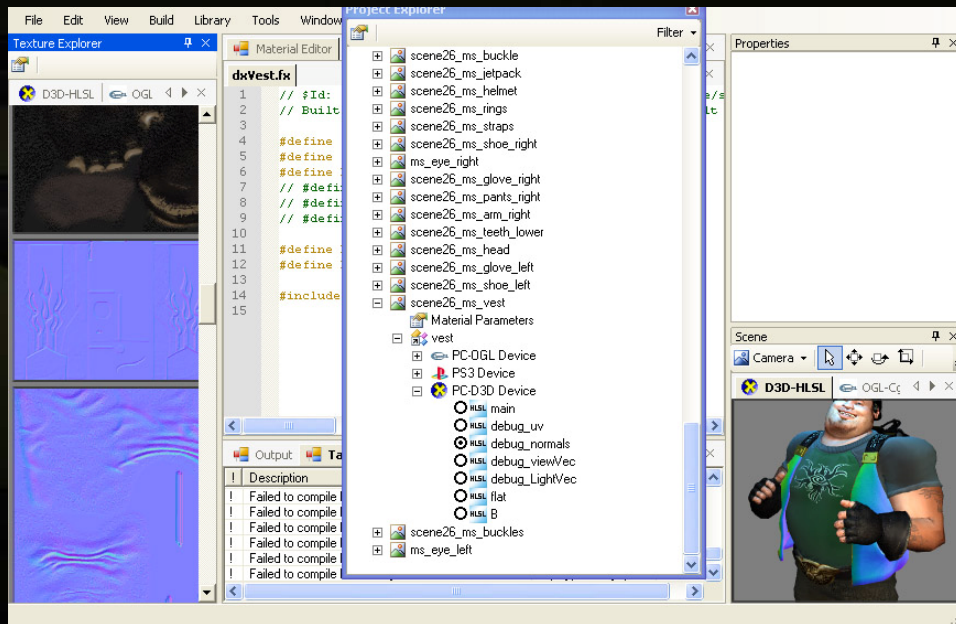 File Edit View Build Library Tools Window
Project Explorer
Texture Explorer
D3D-HLSL OGL
Material Editor
dxVest.fx
1 // $Id:
2 // Built
3
4 #define
5 #define
6 #define
7 // #defi
8 // #defi
9 // #defi
10
11 #define
12 #define
13
14 #include
15
Filter
scene26_ms_buckle
scene26_ms_jetpack
scene26_ms_helmet
scene26_ms_rings
scene26_ms_straps
scene26_ms_shoe_right
ms_eye_right
scene26_ms_glove_right
scene26_ms_pants_right
scene26_ms_arm_right
scene26_ms_teeth_lower
scene26_ms_head
scene26_ms_glove_left
scene26_ms_shoe_left
scene26_ms_vest
Material Parameters
vest
PC-OGL Device
PS3 Device
PC-D3D Device
HLSL main
HLSL debug_uv
HLSL debug_normals
HLSL debug_viewVec
HLSL debug_LightVec
HLSL flat
HLSL B
scene26_ms_buckles
ms_eye_left
Output Ta
! Description
! Failed to compile
! Failed to compile
! Failed to compile
! Failed to compile
! Failed to compile
Properties
Scene
Camera
D3D-HLSL OGL-Cg